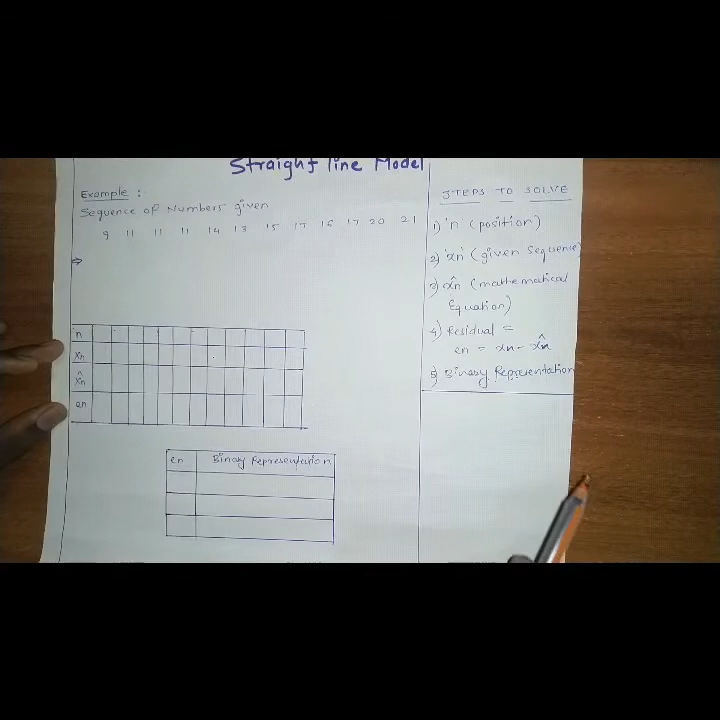 Straight line Model
Example :-
Sequence of Numbers given
9 11 11 11 14 13 15 17 16 17 20 21
⇒
n
xn
x̂n
en
en Binary Representation
STEPS TO SOLVE
1) 'n (position)
2) 'xn' (given sequence)
3) x̂n (mathematical
Equation)
4) Residual =
en = xn - x̂n
5) Binary Representation